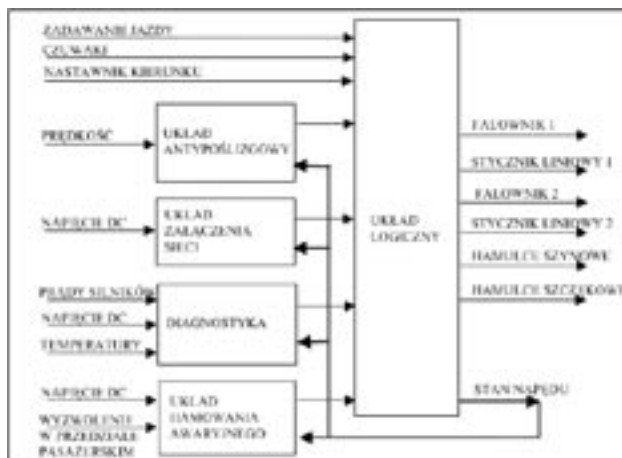 ZADAWANIE JAZDY
CZUWAK
NASTAWNIK KIERUNKU
PRĘDKOŚĆ
UKŁAD
ANTYPOŚLIZGOWY
NAPIĘCIE DC
UKŁAD
ZAŁĄCZENIA
SIECI
PRĄDY SILNIKÓW
NAPIĘCIE DC
TEMPERATURY
DIAGNOSTYKA
NAPIĘCIE DC
WYZWOLENIE
W PRZEDZIALE
PASAŻERSKIM
UKŁAD
HAMOWANIA
AWARYJNEGO
UKŁAD
LOGICZNY
FALOWNIK 1
STYCZNIK LINIOWY 1
FALOWNIK 2
STYCZNIK LINIOWY 2
HAMULCE SZYNOWE
HAMULCE SZCZĘKOWE
STAN NAPĘDU